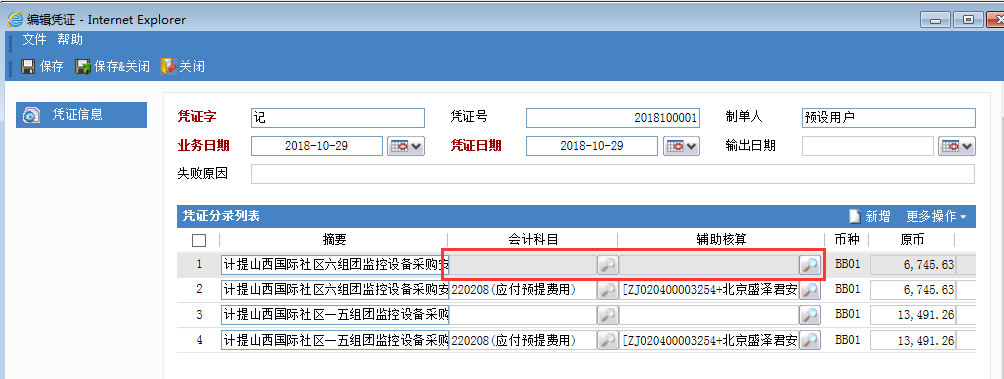 编辑凭证 - Internet Explorer
文件 帮助
保存 保存&关闭 关闭
凭证信息
凭证字 记 凭证号 2018100001 制单人 预设用户
业务日期 2018-10-29 凭证日期 2018-10-29 输出日期
失败原因
凭证分录列表 新增 更多操作
摘要 会计科目 辅助核算 币种 原币
1 计提山西国际社区六组团监控设备采购安 BB01 6,745.63
2 计提山西国际社区六组团监控设备采购安 220208(应付预提费用) [ZJ020400003254+北京盛泽君安 BB01 6,745.63
3 计提山西国际社区一五组团监控设备采购 BB01 13,491.26
4 计提山西国际社区一五组团监控设备采购 220208(应付预提费用) [ZJ020400003254+北京盛泽君安 BB01 13,491.26